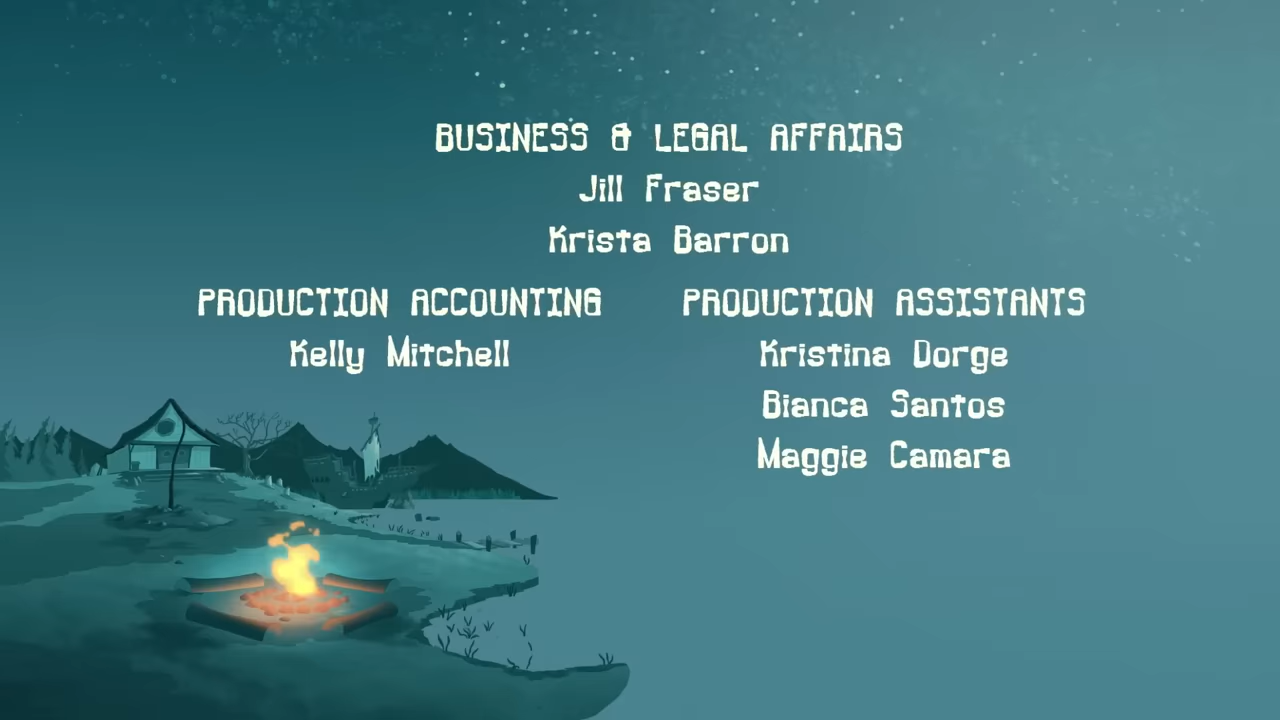 BUSINESS & LEGAL AFFAIRS
Jill Fraser
Krista Barron
PRODUCTION ACCOUNTING
Kelly Mitchell
PRODUCTION ASSISTANTS
Kristina Dorge
Bianca Santos
Maggie Camara